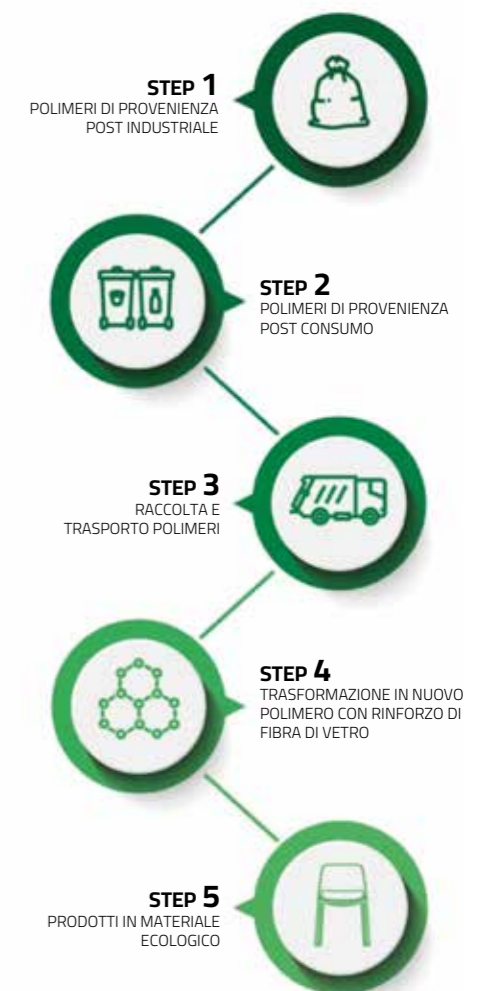 STEP 1
POLIMERI DI PROVENIENZA
POST INDUSTRIALE
STEP 2
POLIMERI DI PROVENIENZA
POST CONSUMO
STEP 3
RACCOLTA E
TRASPORTO POLIMERI
STEP 4
TRASFORMAZIONE IN NUOVO
POLIMERO CON RINFORZO DI
FIBRA DI VETRO
STEP 5
PRODOTTI IN MATERIALE
ECOLOGICO